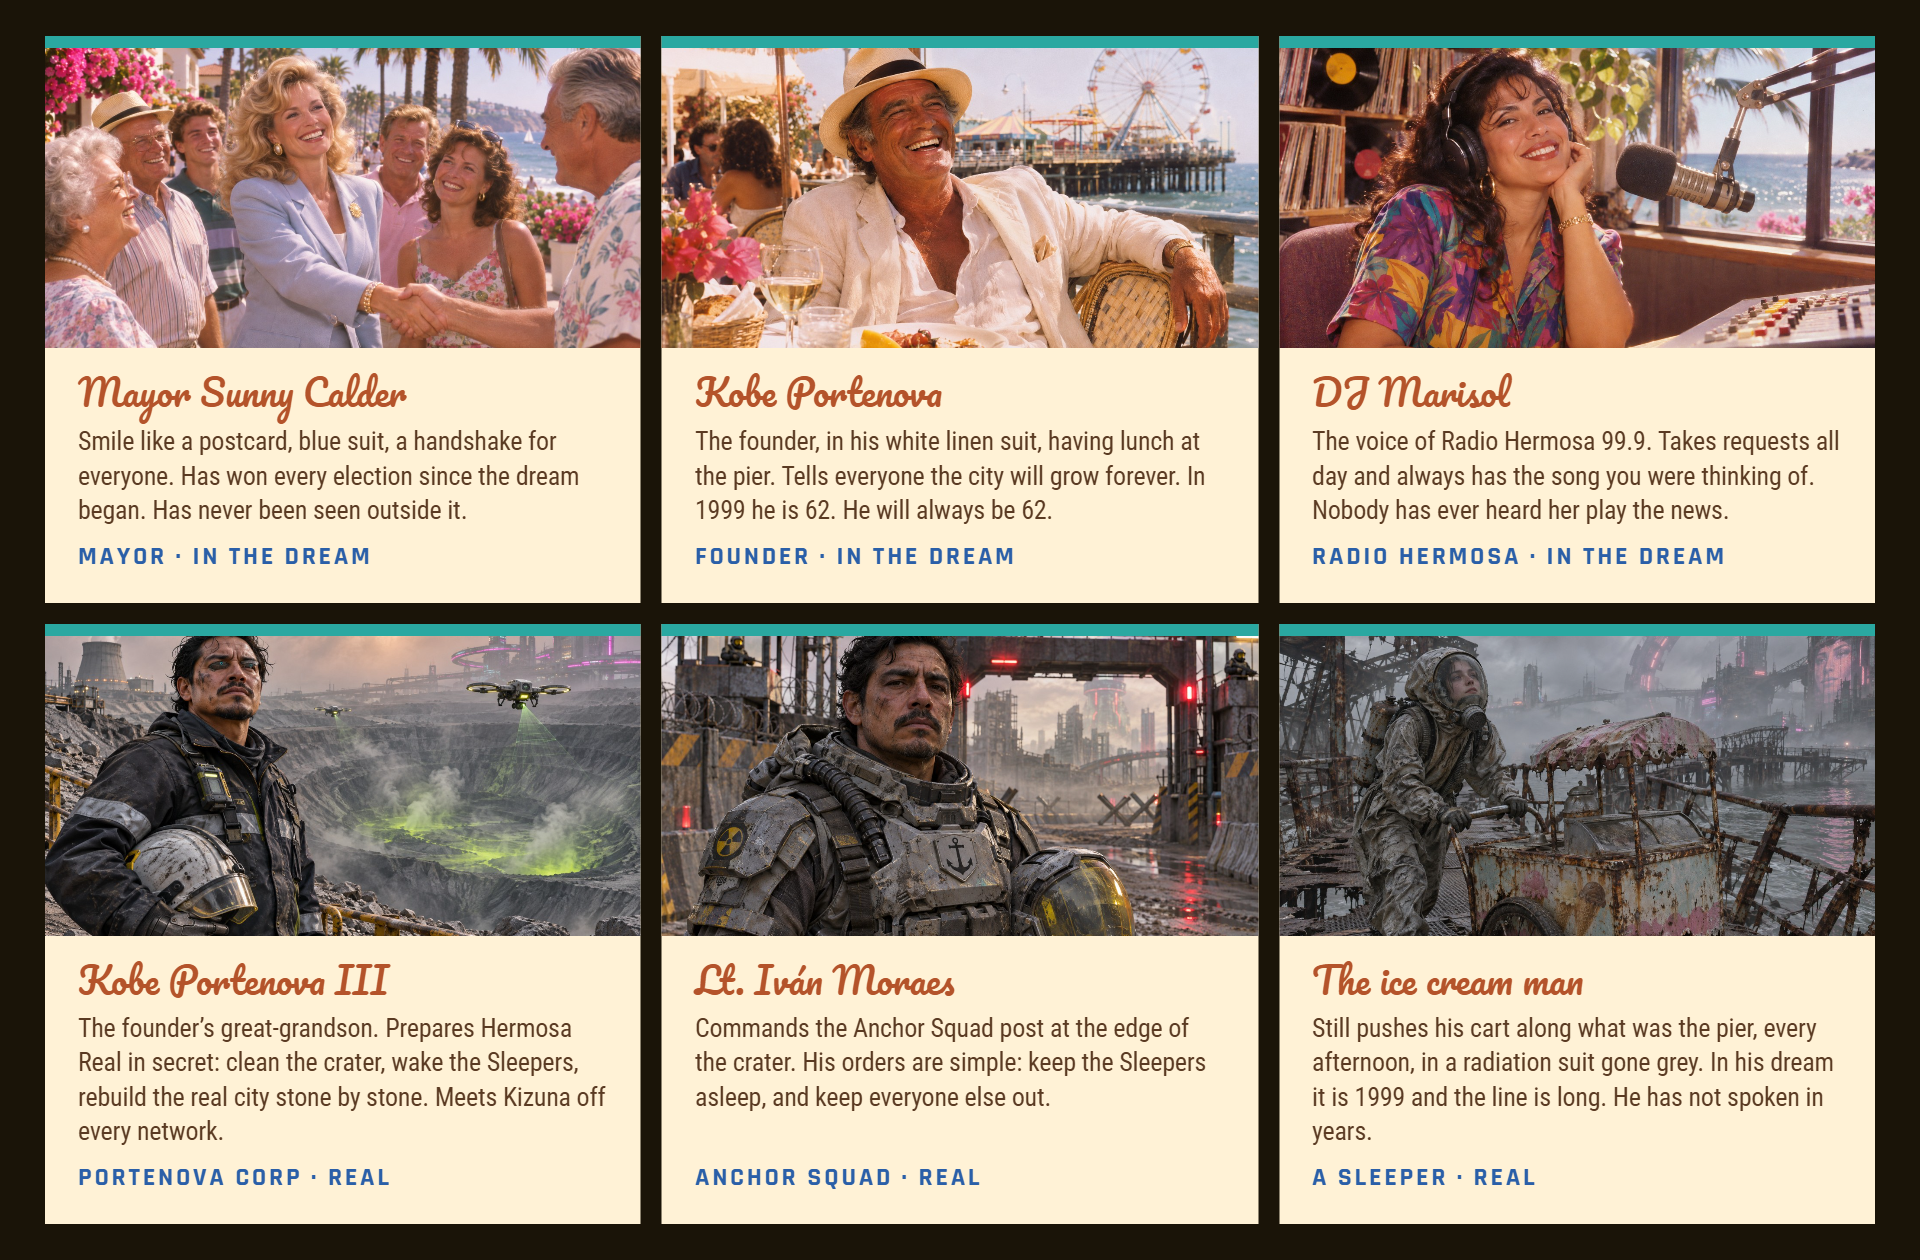 Mayor Sunny Calder
Smile like a postcard, blue suit, a handshake for
everyone. Has won every election since the dream
began. Has never been seen outside it.
MAYOR · IN THE DREAM
Kobe Portenova
The founder, in his white linen suit, having lunch at
the pier. Tells everyone the city will grow forever. In
1999 he is 62. He will always be 62.
FOUNDER · IN THE DREAM
DJ Marisol
The voice of Radio Hermosa 99.9. Takes requests all
day and always has the song you were thinking of.
Nobody has ever heard her play the news.
RADIO HERMOSA · IN THE DREAM
Kobe Portenova III
The founder’s great-grandson. Prepares Hermosa
Real in secret: clean the crater, wake the Sleepers,
rebuild the real city stone by stone. Meets Kizuna off
every network.
PORTENOVA CORP · REAL
Lt. Iván Moraes
Commands the Anchor Squad post at the edge of
the crater. His orders are simple: keep the Sleepers
asleep, and keep everyone else out.
ANCHOR SQUAD · REAL
The ice cream man
Still pushes his cart along what was the pier, every
afternoon, in a radiation suit gone grey. In his dream
it is 1999 and the line is long. He has not spoken in
years.
A SLEEPER · REAL